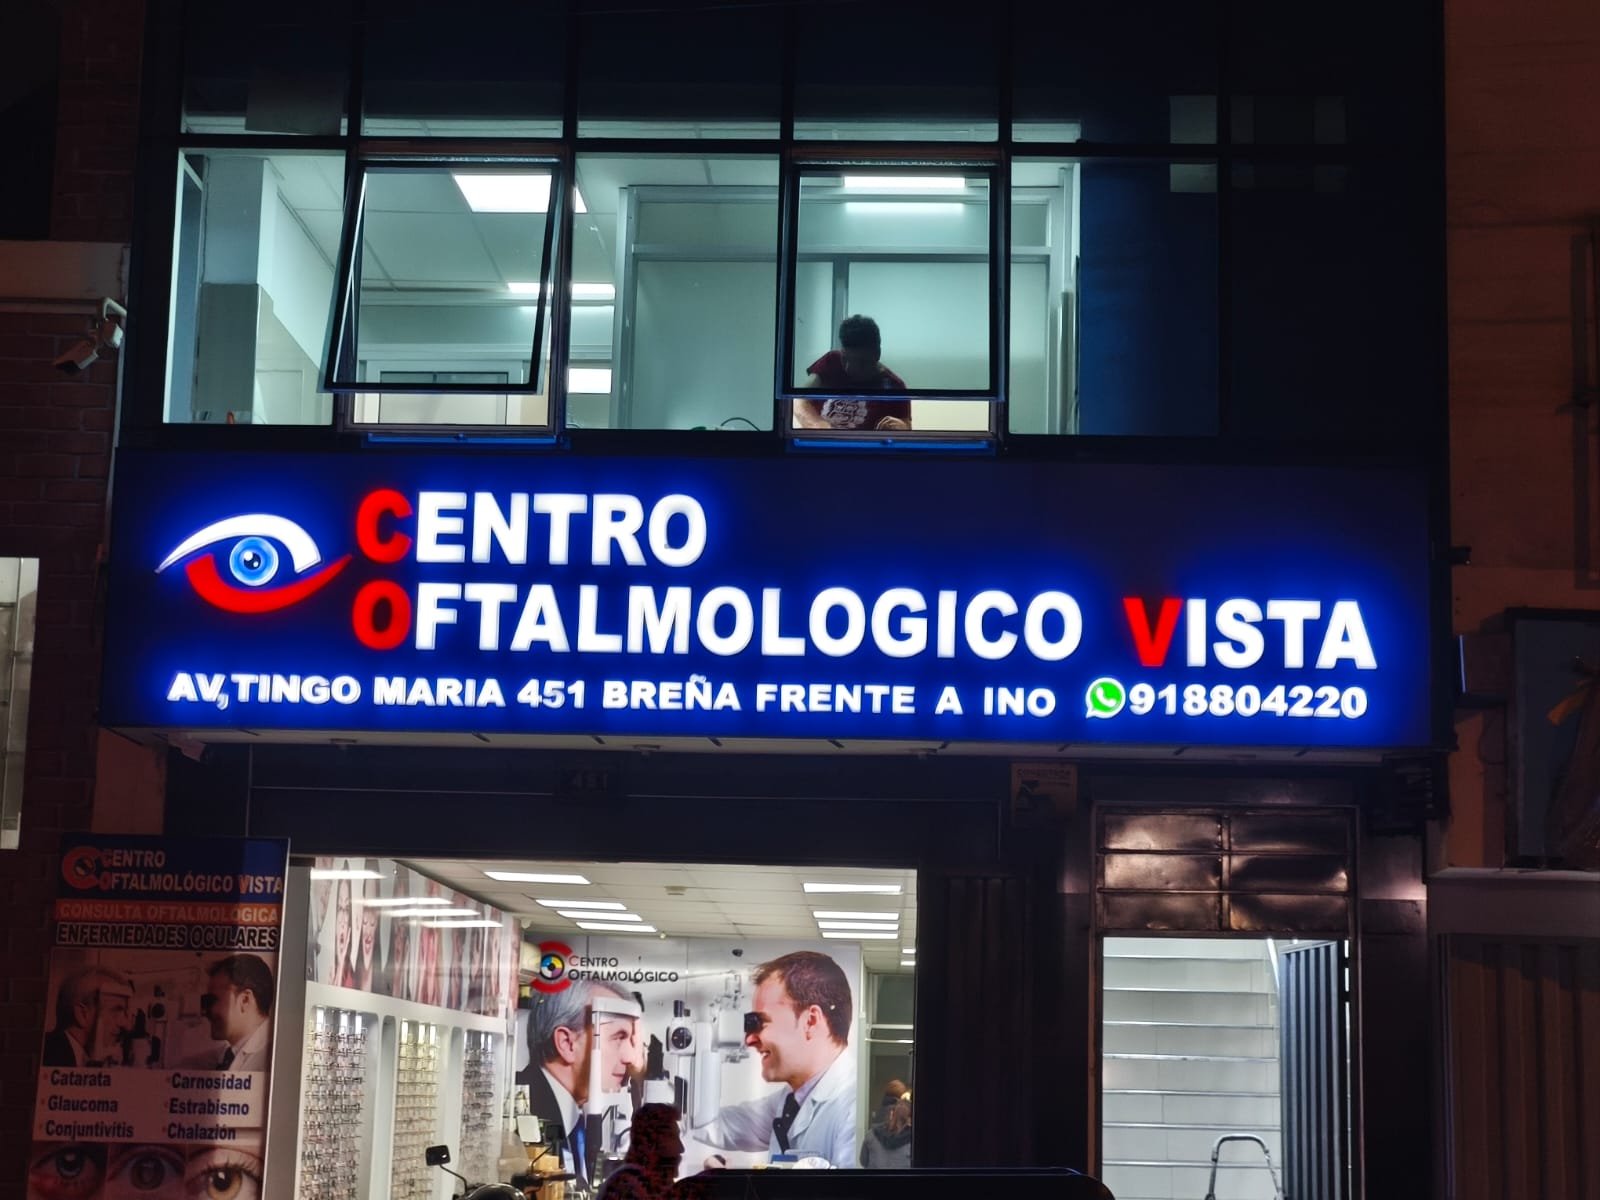 CENTRO
OFTALMOLOGICO VISTA
AV, TINGO MARIA 451 BREÑA FRENTE A INO 918804220
451
CENTRO
OFTALMOLÓGICO VISTA
CONSULTA OFTALMOLOGICA
ENFERMEDADES OCULARES
Catarata
Carnosidad
Glaucoma
Estrabismo
Conjuntivitis
Chalazión
CENTRO
OFTALMOLÓGICO